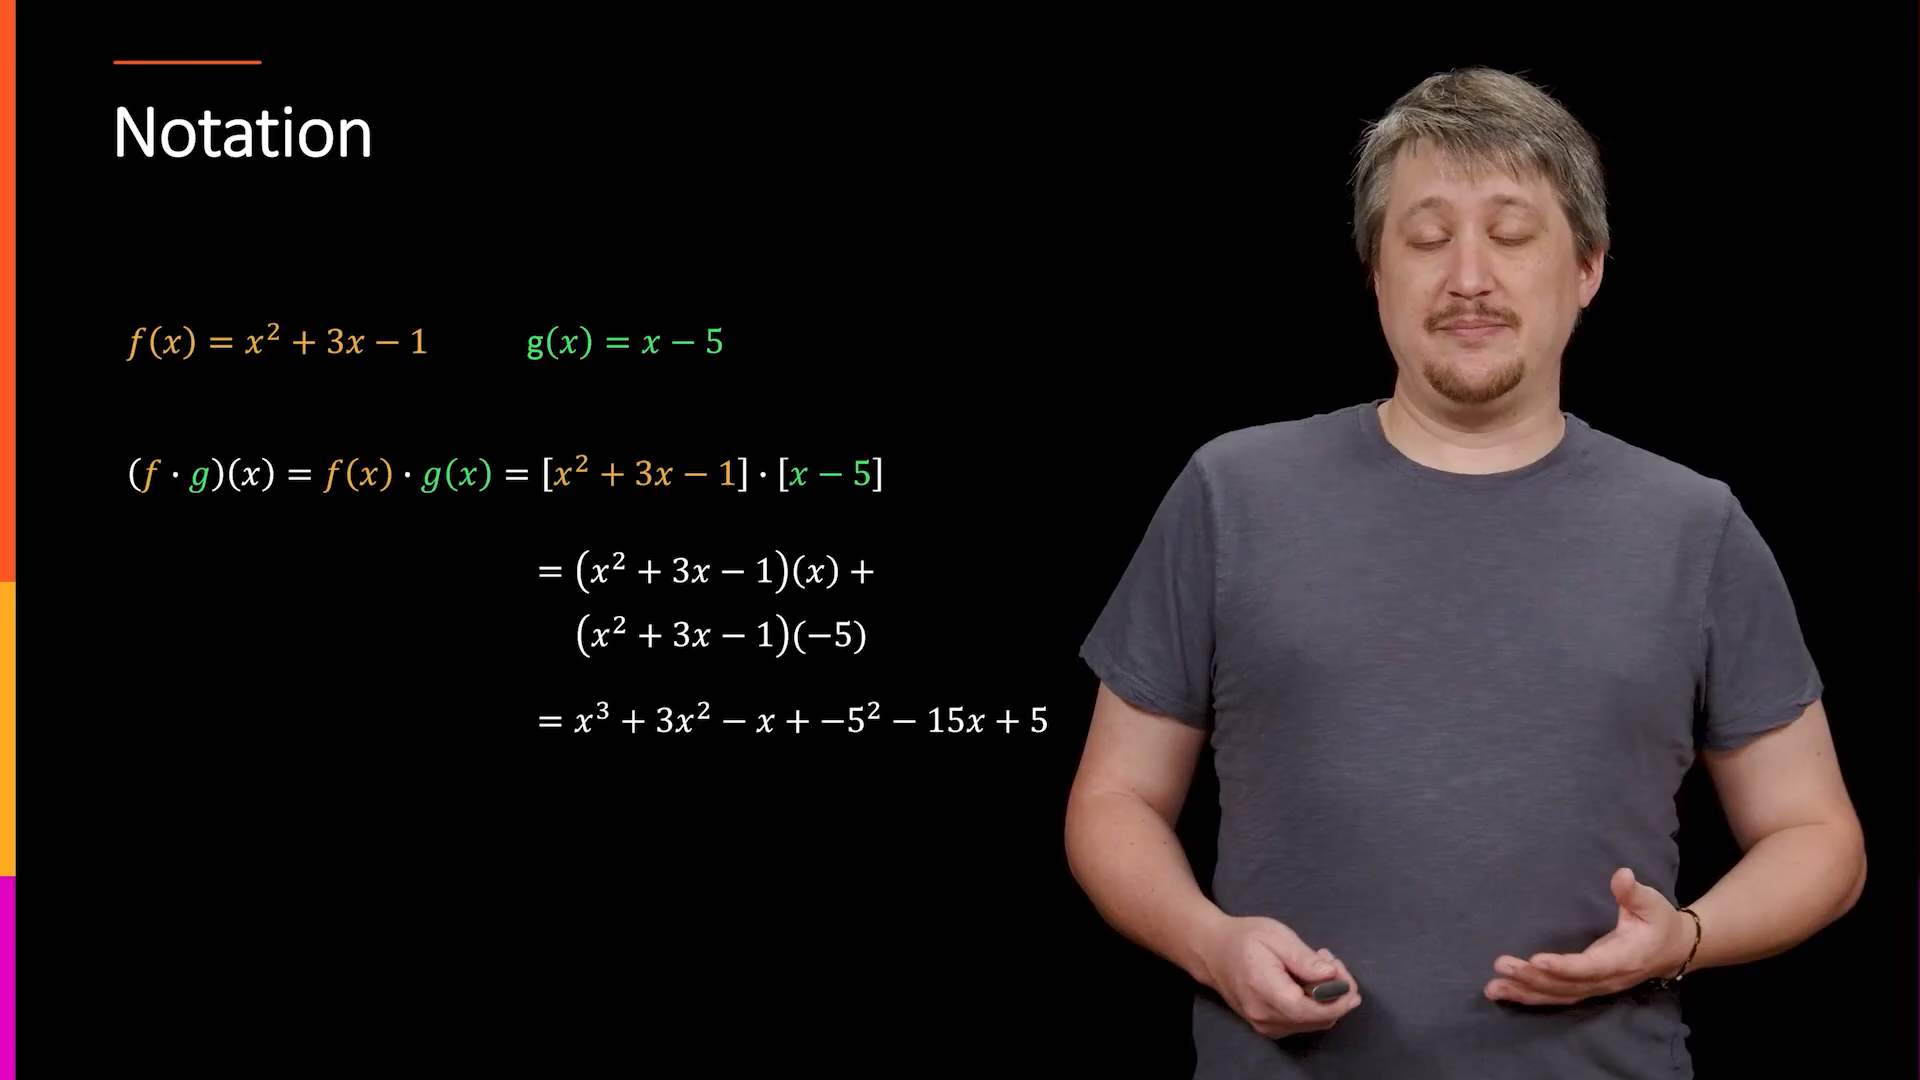 Notation
f(x) = x² + 3x − 1 g(x) = x − 5
(f · g)(x) = f(x) · g(x) = [x² + 3x − 1] · [x − 5]
= (x² + 3x − 1)(x) +
(x² + 3x − 1)(−5)
= x³ + 3x² − x + −5² − 15x + 5